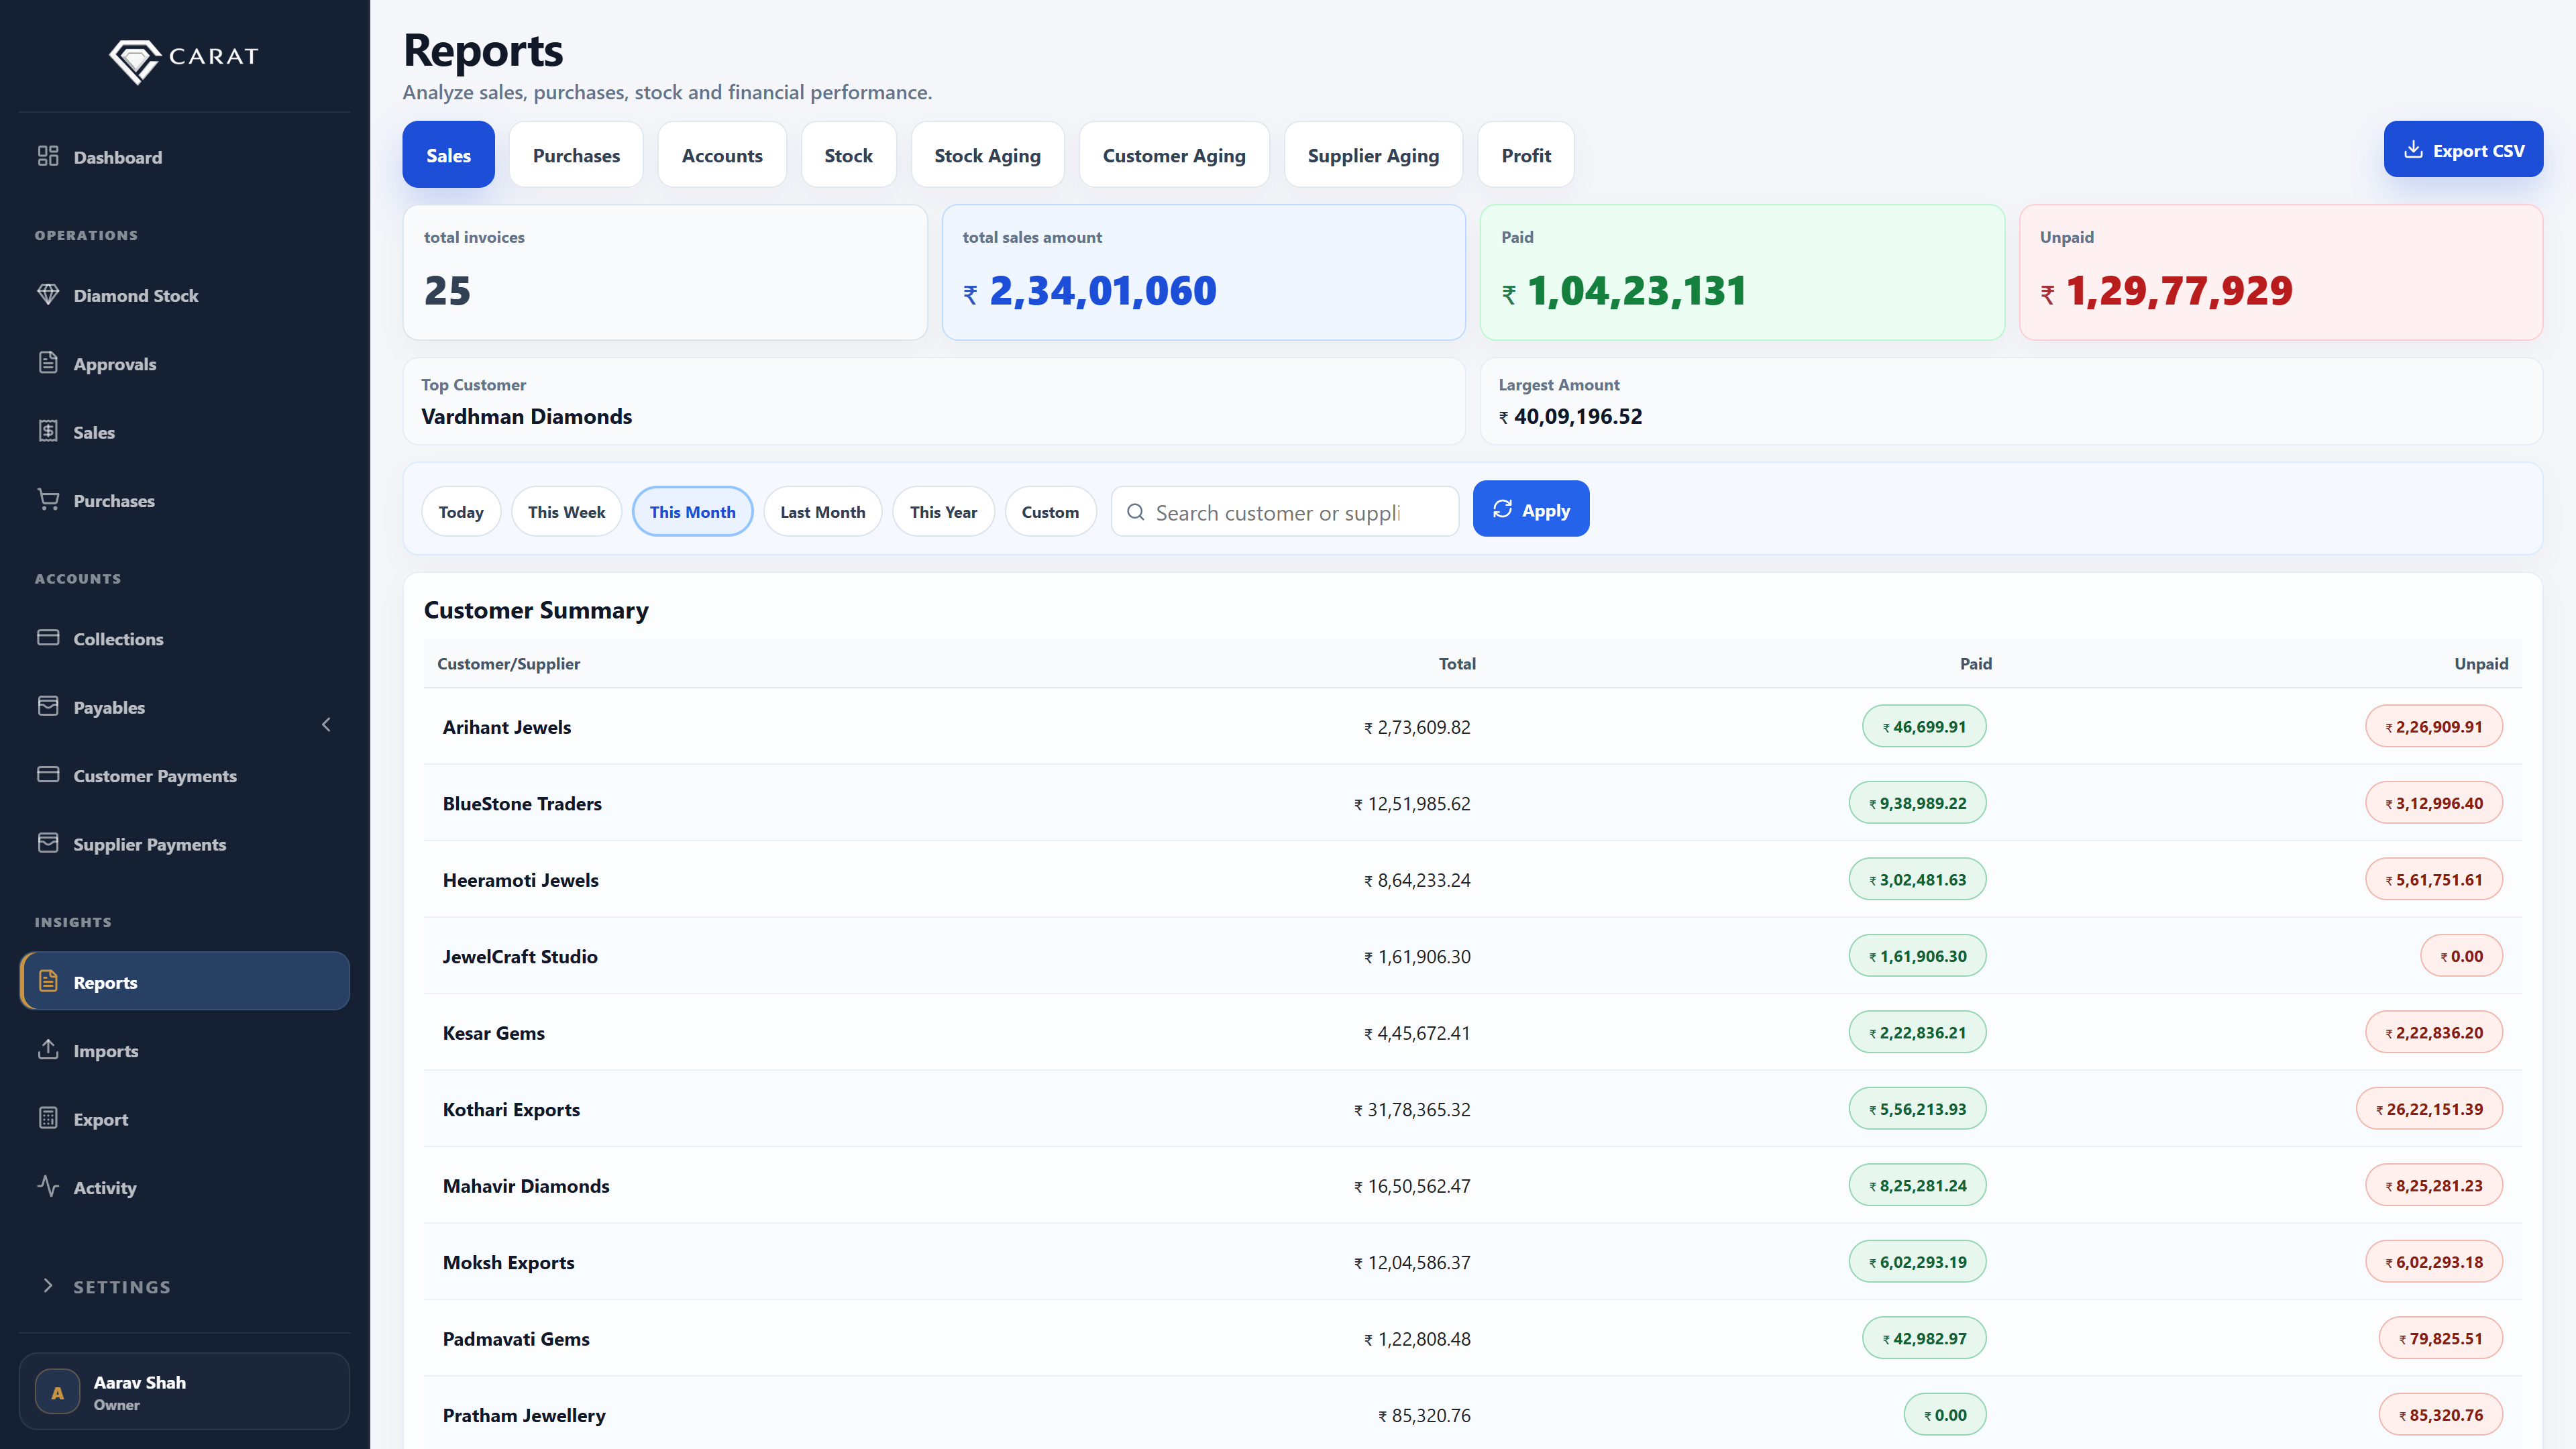 CARAT
Dashboard
OPERATIONS
Diamond Stock
Approvals
Sales
Purchases
ACCOUNTS
Collections
Payables
Customer Payments
Supplier Payments
INSIGHTS
Reports
Imports
Export
Activity
SETTINGS
A
Aarav Shah
Owner
Reports
Analyze sales, purchases, stock and financial performance.
Sales Purchases Accounts Stock Stock Aging Customer Aging Supplier Aging Profit Export CSV
total invoices
25
total sales amount
₹ 2,34,01,060
Paid
₹ 1,04,23,131
Unpaid
₹ 1,29,77,929
Top Customer
Vardhman Diamonds
Largest Amount
₹ 40,09,196.52
Today This Week This Month Last Month This Year Custom Search customer or suppli Apply
Customer Summary
Customer/Supplier Total Paid Unpaid
Arihant Jewels ₹ 2,73,609.82 ₹ 46,699.91 ₹ 2,26,909.91
BlueStone Traders ₹ 12,51,985.62 ₹ 9,38,989.22 ₹ 3,12,996.40
Heeramoti Jewels ₹ 8,64,233.24 ₹ 3,02,481.63 ₹ 5,61,751.61
JewelCraft Studio ₹ 1,61,906.30 ₹ 1,61,906.30 ₹ 0.00
Kesar Gems ₹ 4,45,672.41 ₹ 2,22,836.21 ₹ 2,22,836.20
Kothari Exports ₹ 31,78,365.32 ₹ 5,56,213.93 ₹ 26,22,151.39
Mahavir Diamonds ₹ 16,50,562.47 ₹ 8,25,281.24 ₹ 8,25,281.23
Moksh Exports ₹ 12,04,586.37 ₹ 6,02,293.19 ₹ 6,02,293.18
Padmavati Gems ₹ 1,22,808.48 ₹ 42,982.97 ₹ 79,825.51
Pratham Jewellery ₹ 85,320.76 ₹ 0.00 ₹ 85,320.76